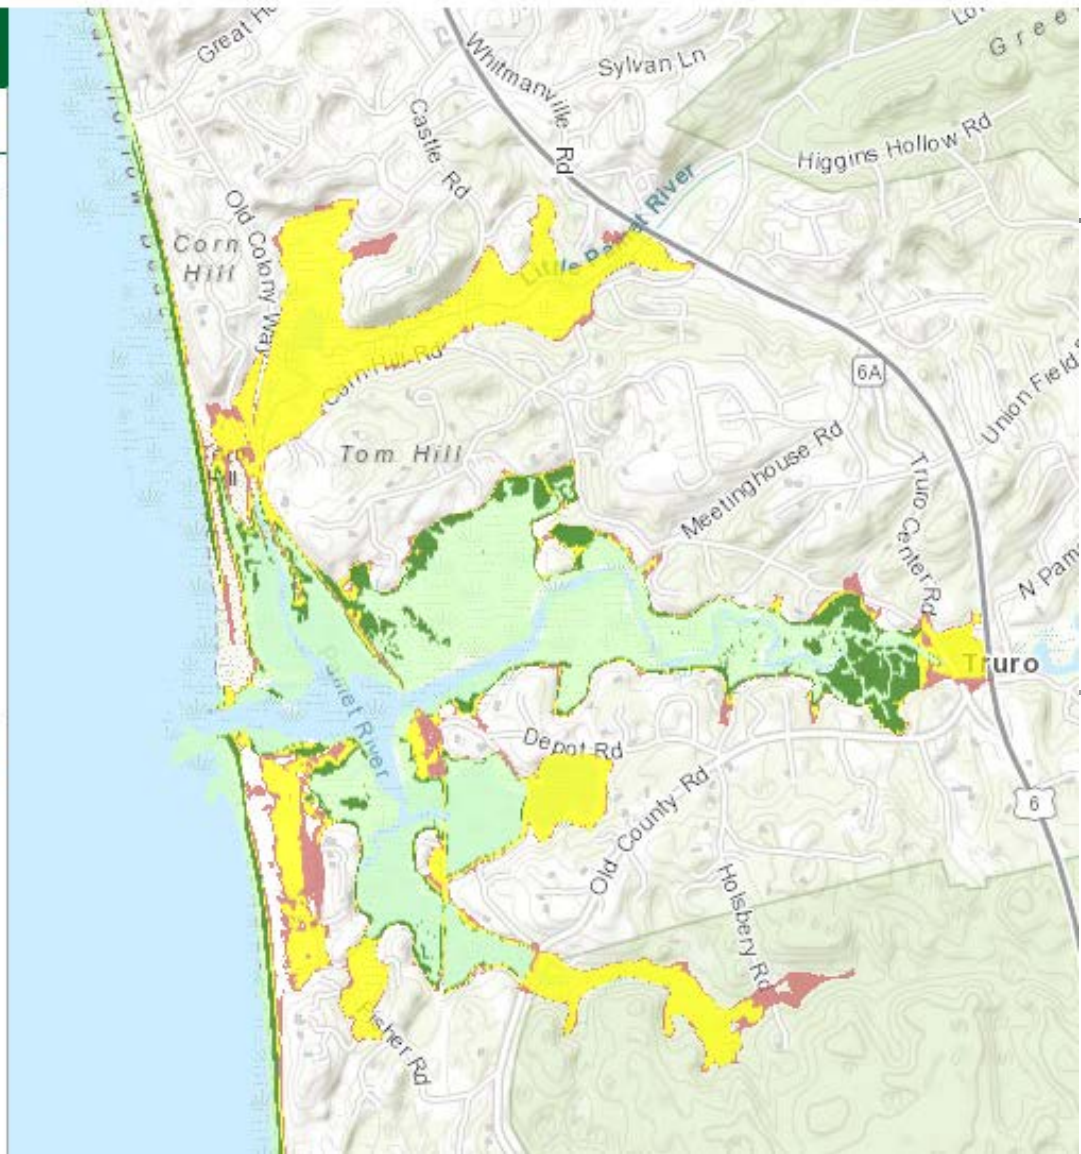 Great
Sylvan Ln
Whitmanville Rd
Castle Rd
Higgins Hollow Rd
Old Colony Way
Corn
Hill
Corn Hill Rd
6A
Union Field
Tom Hill
Meetinghouse Rd
Truro Center Rd
N Pam
Truro
Pamet River
Depot Rd
Old County Rd
6
Holsbery Rd